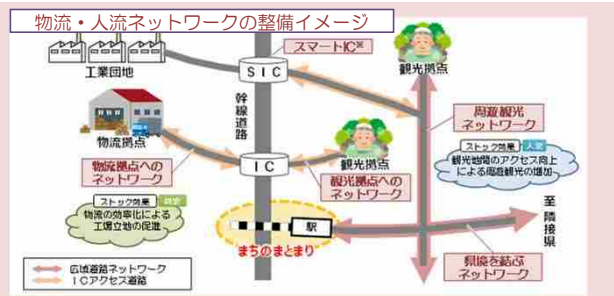 物流・人流ネットワークの整備イメージ
スマートIC※
工業団地
SIC
観光拠点
幹線道路
周遊観光
ネットワーク
物流拠点
ストック効果
観光地間のアクセス向上
による周遊観光の増加
物流拠点への
ネットワーク
IC
観光拠点
観光拠点への
ネットワーク
ストック効果
物流の効率化による
工場立地の促進
駅
まちのまとまり
至 隣接県
県境を結ぶ
ネットワーク
広域道路ネットワーク
ICアクセス道路